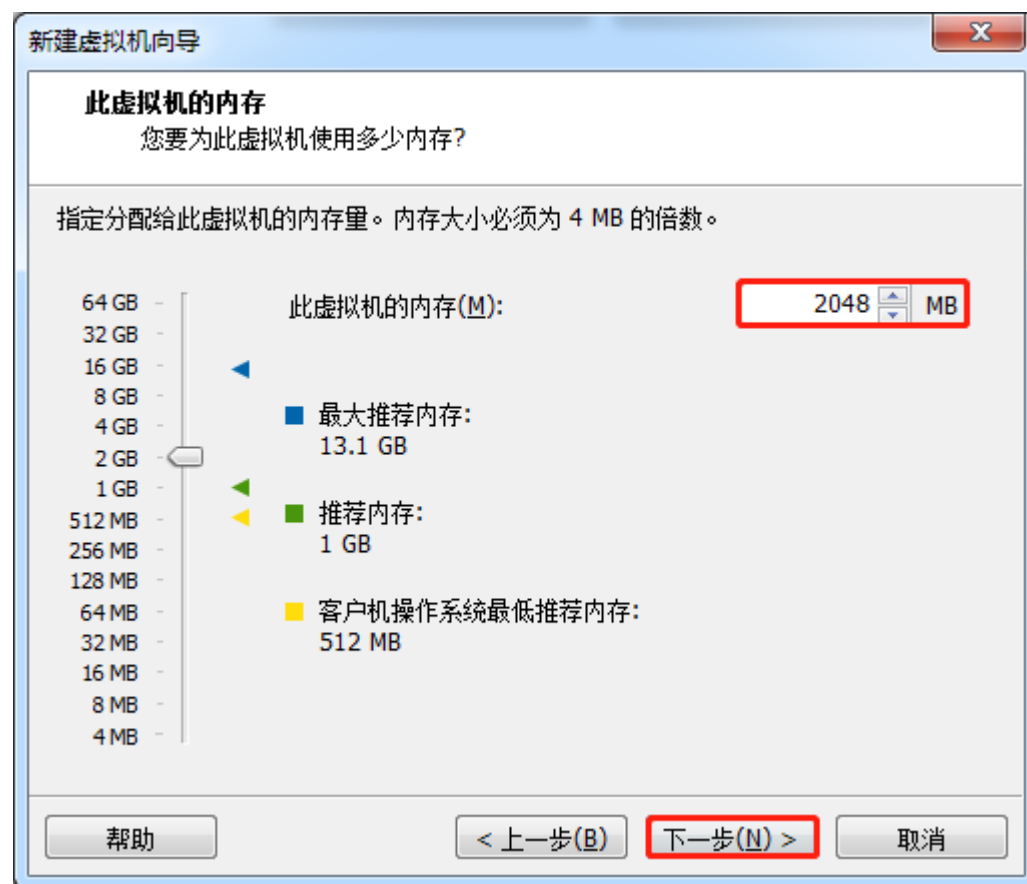 新建虚拟机向导
此虚拟机的内存
您要为此虚拟机使用多少内存?
指定分配给此虚拟机的内存量。内存大小必须为 4 MB 的倍数。
64 GB
32 GB
16 GB
8 GB
4 GB
2 GB
1 GB
512 MB
256 MB
128 MB
64 MB
32 MB
16 MB
8 MB
4 MB
此虚拟机的内存(M): 2048 MB
最大推荐内存:
13.1 GB
推荐内存:
1 GB
客户机操作系统最低推荐内存:
512 MB
帮助 < 上一步(B) 下一步(N) > 取消